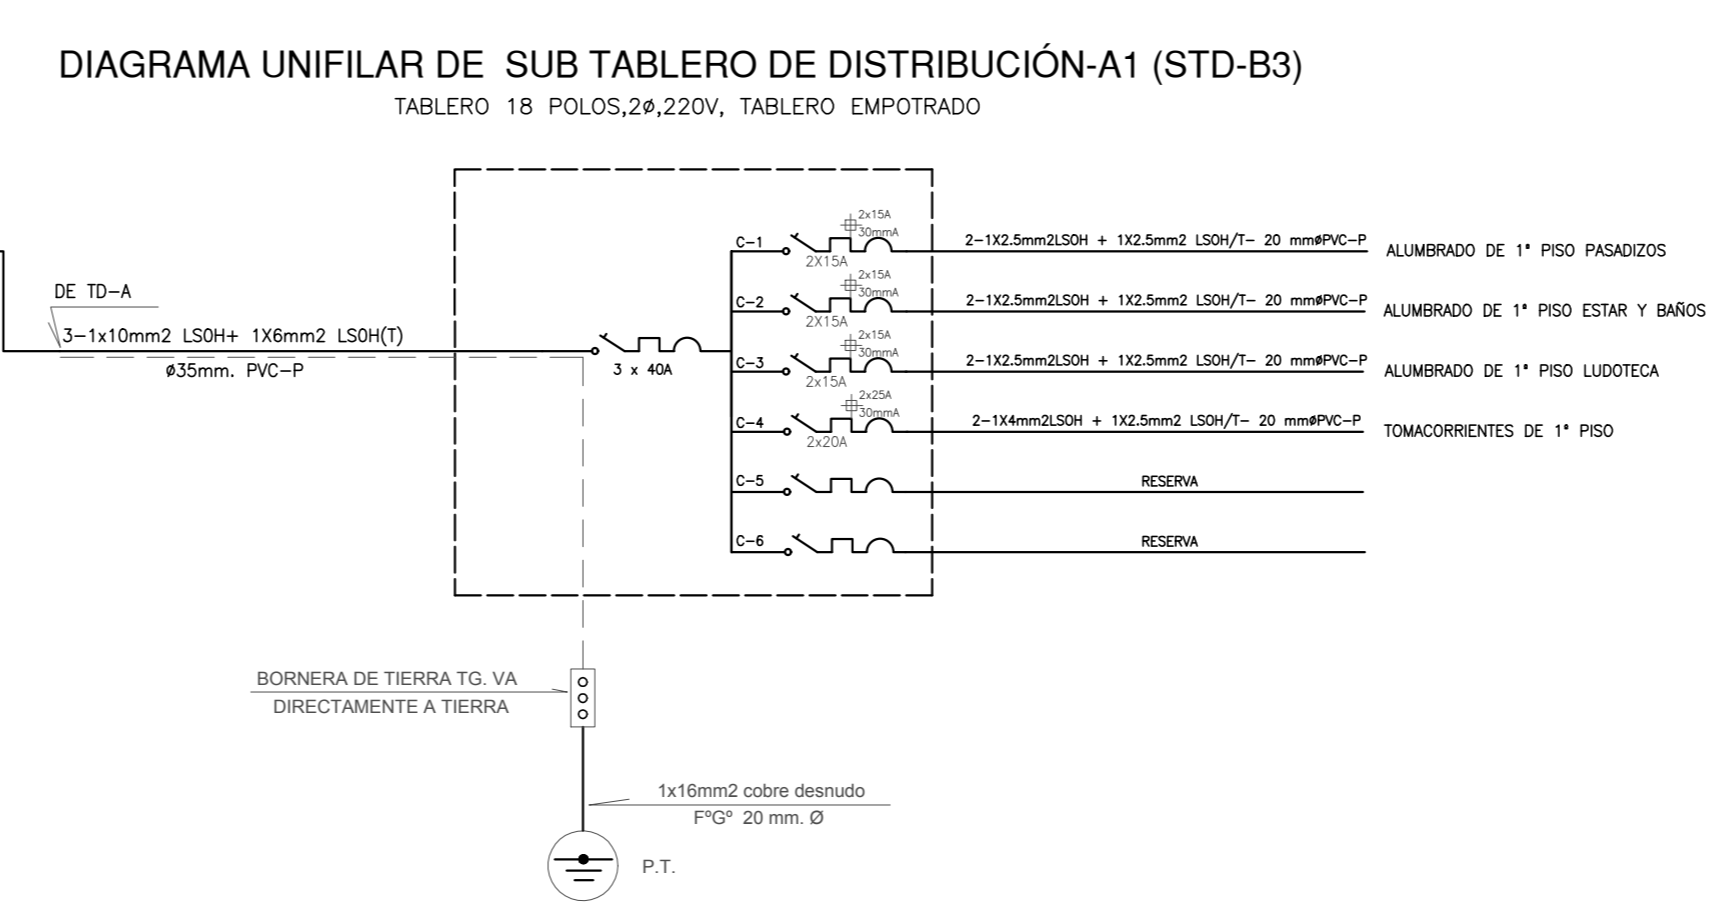 DIAGRAMA UNIFILAR DE SUB TABLERO DE DISTRIBUCIÓN-A1 (STD-B3)
TABLERO 18 POLOS,2ø,220V, TABLERO EMPOTRADO
DE TD-A
3-1x10mm2 LSOH+ 1X6mm2 LSOH(T)
ø35mm. PVC-P
3 x 40A
C-1
2x15A
30mmA
2X15A
2-1X2.5mm2LSOH + 1X2.5mm2 LSOH/T- 20 mmøPVC-P
ALUMBRADO DE 1° PISO PASADIZOS
C-2
2x15A
30mmA
2X15A
2-1X2.5mm2LSOH + 1X2.5mm2 LSOH/T- 20 mmøPVC-P
ALUMBRADO DE 1° PISO ESTAR Y BAÑOS
C-3
2x15A
30mmA
2x15A
2-1X2.5mm2LSOH + 1X2.5mm2 LSOH/T- 20 mmøPVC-P
ALUMBRADO DE 1° PISO LUDOTECA
C-4
2x25A
30mmA
2x20A
2-1X4mm2LSOH + 1X2.5mm2 LSOH/T- 20 mmøPVC-P
TOMACORRIENTES DE 1° PISO
C-5
RESERVA
C-6
RESERVA
BORNERA DE TIERRA TG. VA
DIRECTAMENTE A TIERRA
1x16mm2 cobre desnudo
FºGº 20 mm. Ø
P.T.